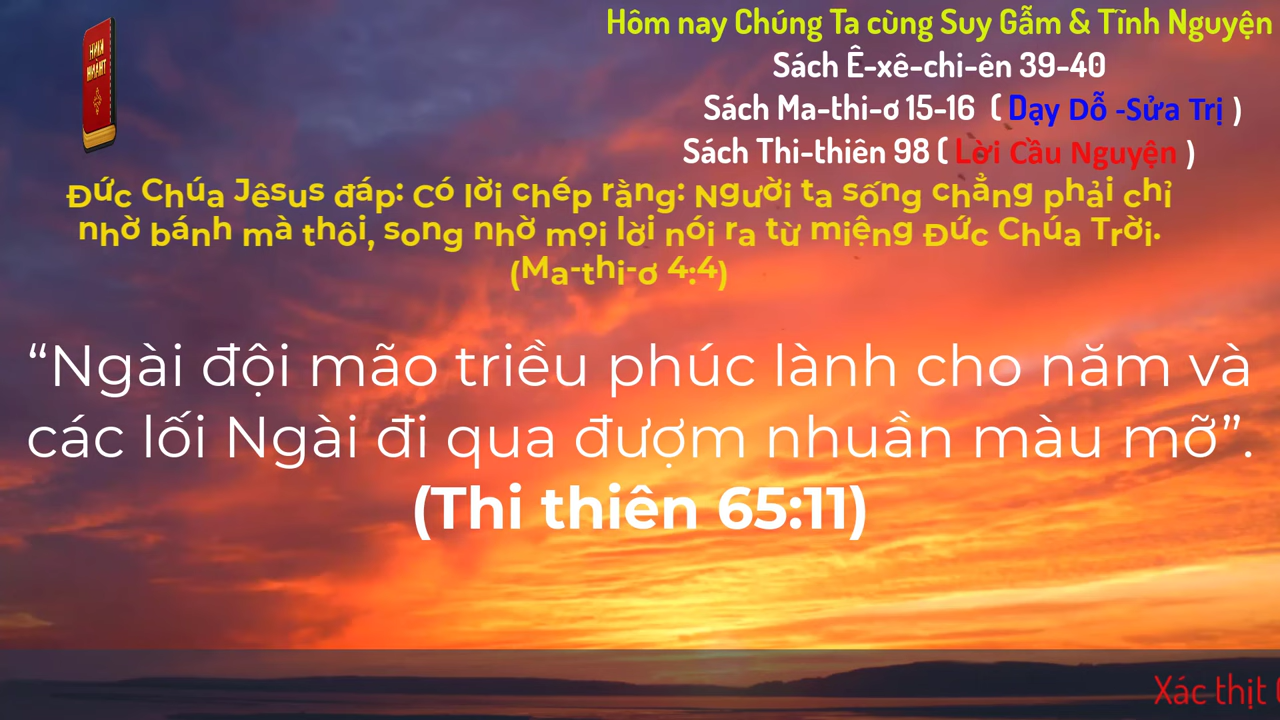 KINH
THÁNH
Hôm nay Chúng Ta cùng Suy Gẫm & Tĩnh Nguyện
Sách Ê-xê-chi-ên 39-40
Sách Ma-thi-ơ 15-16 ( Dạy Dỗ -Sửa Trị )
Sách Thi-thiên 98 ( Lời Cầu Nguyện )
Đức Chúa Jêsus đáp: Có lời chép rằng: Người ta sống chẳng phải chỉ
nhờ bánh mà thôi, song nhờ mọi lời nói ra từ miệng Đức Chúa Trời.
(Ma-thi-ơ 4:4)
“Ngài đội mão triều phúc lành cho năm và
các lối Ngài đi qua đượm nhuần màu mỡ”.
(Thi thiên 65:11)
Xác thịt